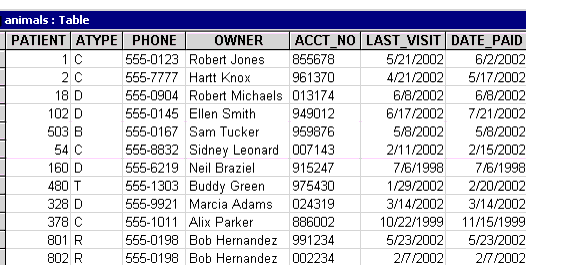 animals : Table
PATIENT ATYPE PHONE OWNER ACCT_NO LAST_VISIT DATE_PAID
1 C 555-0123 Robert Jones 855678 5/21/2002 6/2/2002
2 C 555-7777 Hartt Knox 961370 4/21/2002 5/17/2002
18 D 555-0904 Robert Michaels 013174 6/8/2002 6/8/2002
102 D 555-0145 Ellen Smith 949012 6/17/2002 7/21/2002
503 B 555-0167 Sam Tucker 959876 5/8/2002 5/8/2002
54 C 555-8832 Sidney Leonard 007143 2/11/2002 2/15/2002
160 D 555-6219 Neil Braziel 915247 7/6/1998 7/6/1998
480 T 555-1303 Buddy Green 975430 1/29/2002 2/20/2002
328 D 555-9921 Marcia Adams 024319 3/14/2002 3/14/2002
378 C 555-1011 Alix Parker 886002 10/22/1999 11/15/1999
801 R 555-0198 Bob Hernandez 991234 5/23/2002 5/23/2002
802 R 555-0198 Bob Hernandez 002234 2/7/2002 2/7/2002